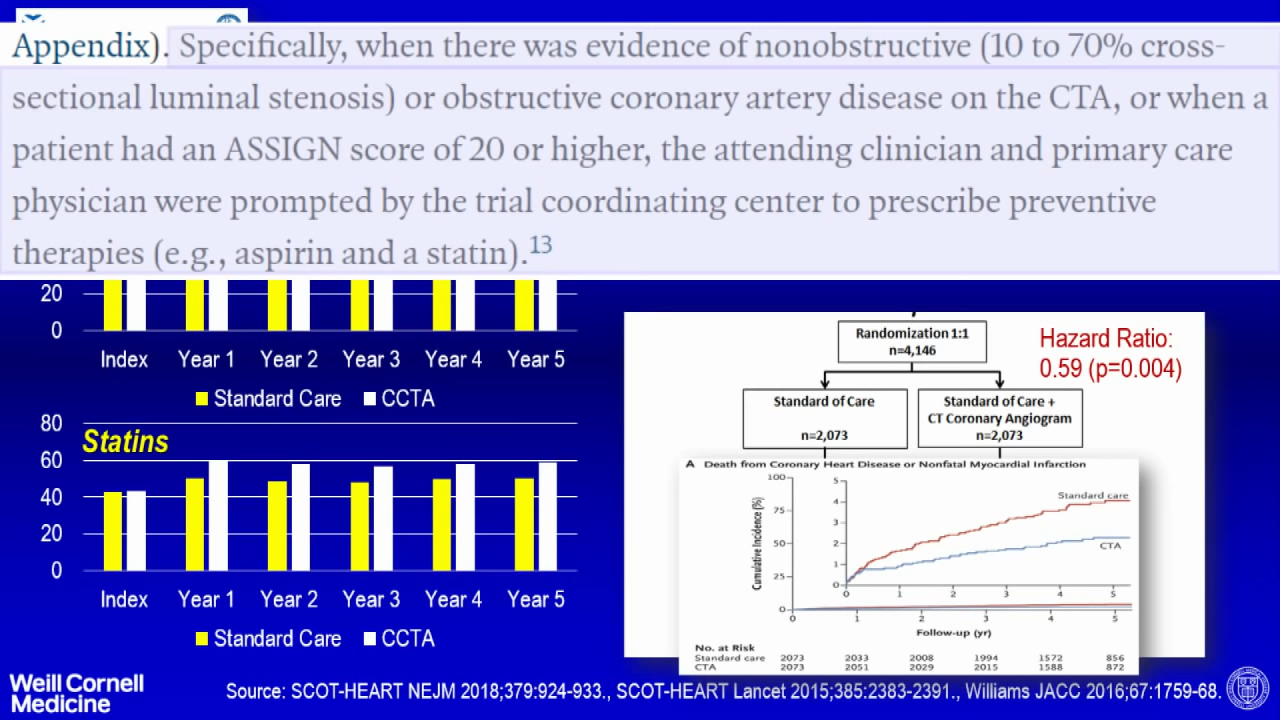 Appendix). Specifically, when there was evidence of nonobstructive (10 to 70% cross-
sectional luminal stenosis) or obstructive coronary artery disease on the CTA, or when a
patient had an ASSIGN score of 20 or higher, the attending clinician and primary care
physician were prompted by the trial coordinating center to prescribe preventive
therapies (e.g., aspirin and a statin).13
20
0
Index Year 1 Year 2 Year 3 Year 4 Year 5
Standard Care CCTA
80
Statins
60
40
20
0
Index Year 1 Year 2 Year 3 Year 4 Year 5
Standard Care CCTA
Randomization 1:1
n=4,146
Hazard Ratio:
0.59 (p=0.004)
Standard of Care
n=2,073
Standard of Care +
CT Coronary Angiogram
n=2,073
A Death from Coronary Heart Disease or Nonfatal Myocardial Infarction
Cumulative Incidence (%)
100
75
50
25
0
5
4
3
2
1
0
Standard care
CTA
0 1 2 3 4 5
0 1 2 3 4 5
Follow-up (yr)
No. at Risk
Standard care 2073 2033 2008 1994 1572 856
CTA 2073 2051 2029 2015 1588 872
Weill Cornell
Medicine
Source: SCOT-HEART NEJM 2018;379:924-933., SCOT-HEART Lancet 2015;385:2383-2391., Williams JACC 2016;67:1759-68.